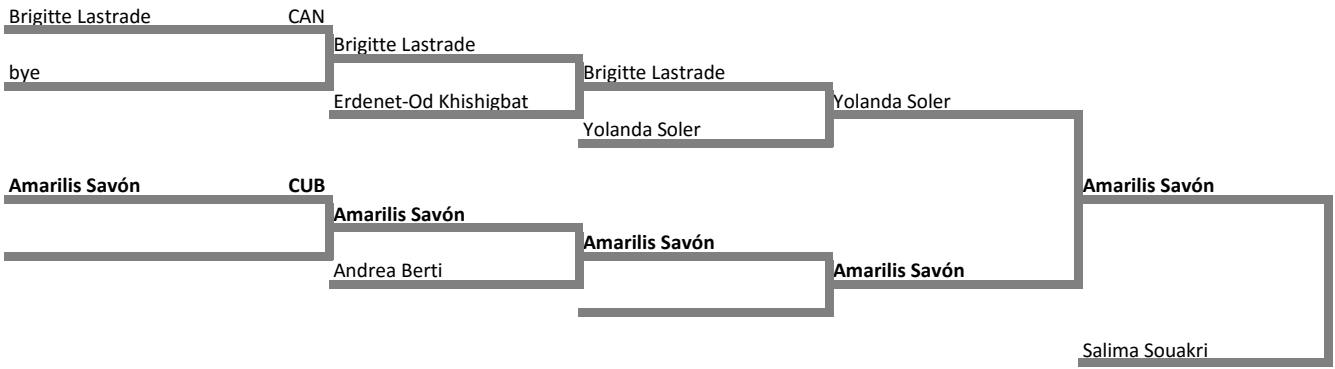 Brigitte Lastrade CAN
Brigitte Lastrade
bye
Brigitte Lastrade
Erdenet-Od Khishigbat
Yolanda Soler
Yolanda Soler
Amarilis Savón CUB
Amarilis Savón
Amarilis Savón
Amarilis Savón
Andrea Berti
Amarilis Savón
Salima Souakri